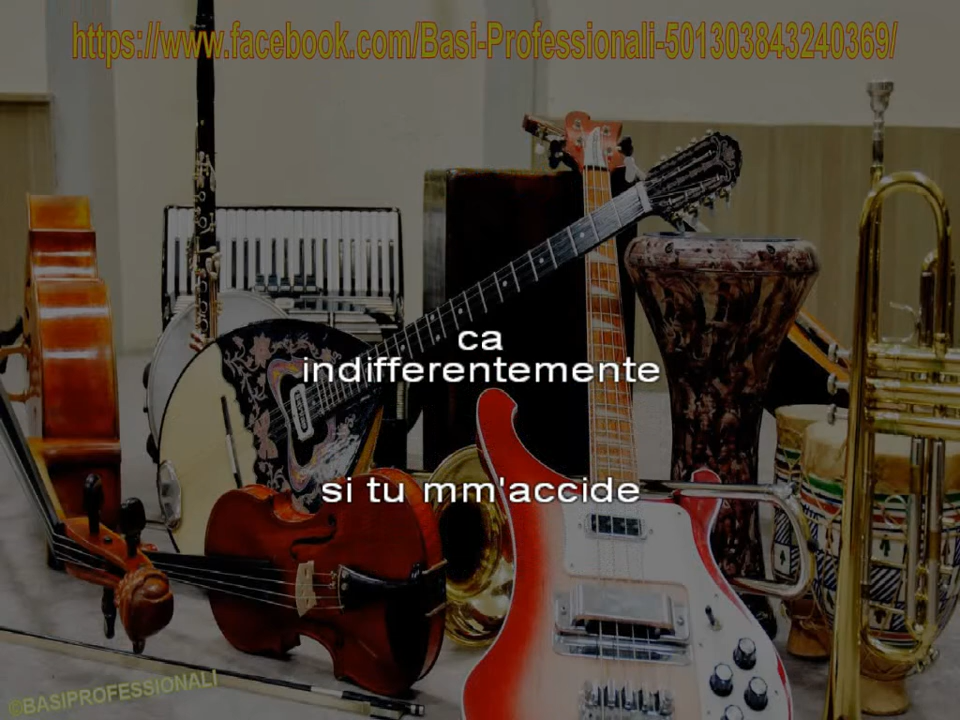 https://www.facebook.com/Basi-Professionali-501303843240369/
ca
indifferentemente
si tu mm'accide
©BASIPROFESSIONALI